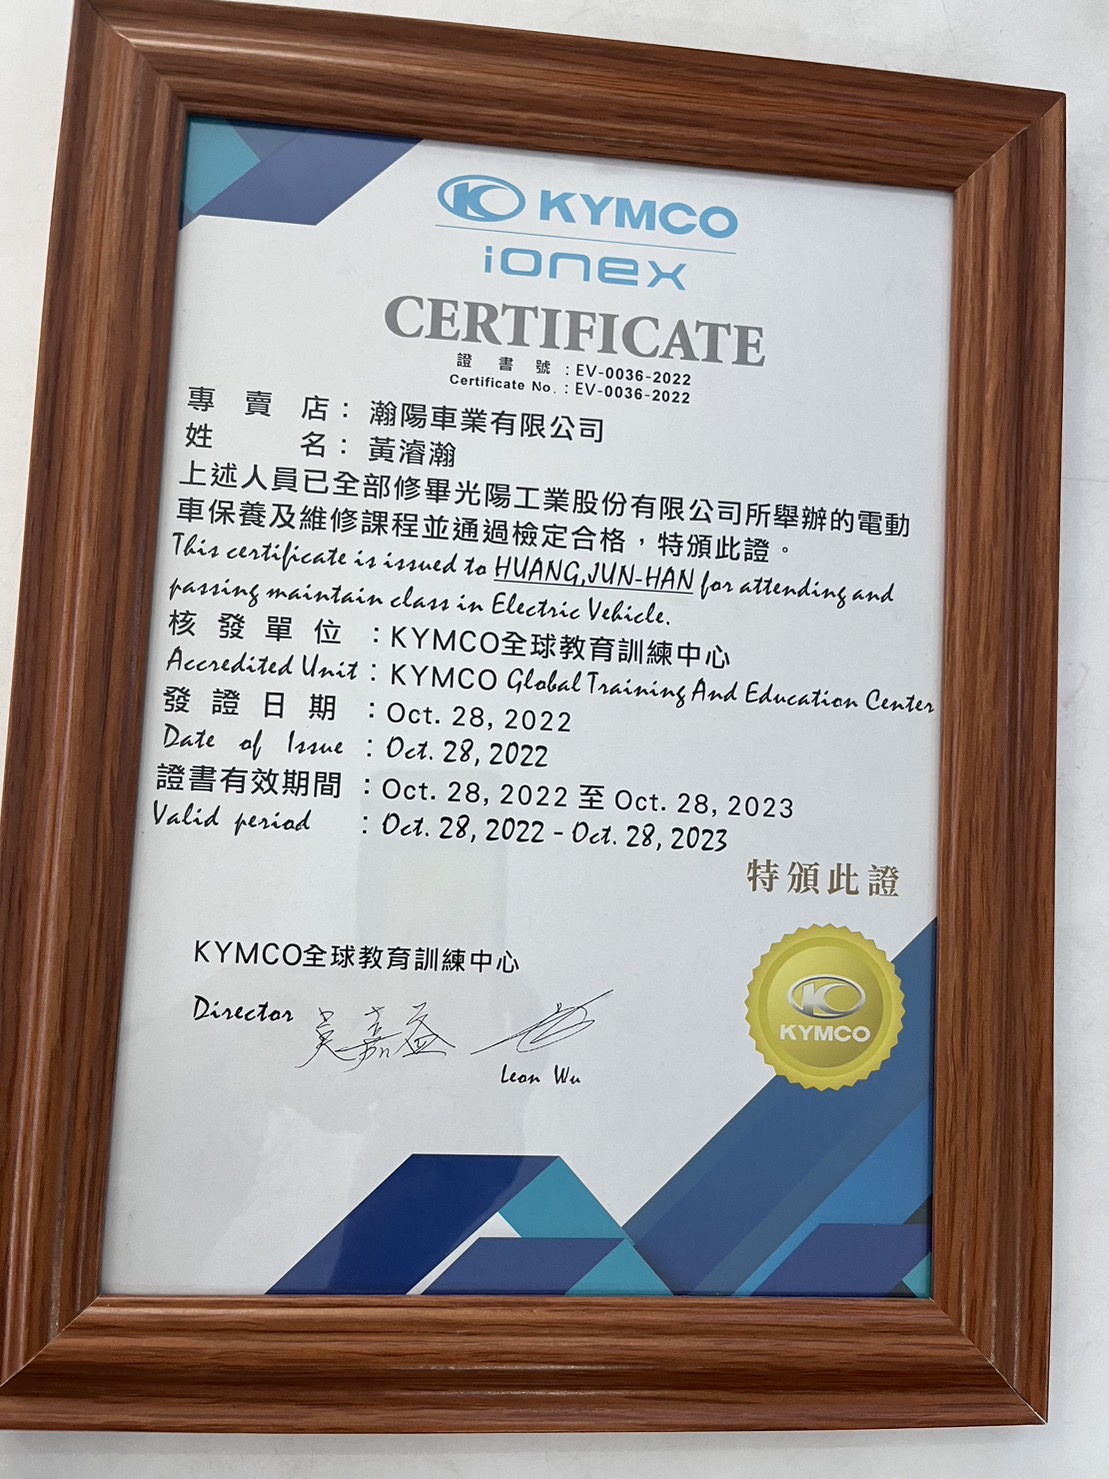 KYMCO
ionex
CERTIFICATE
證書號:EV-0036-2022
Certificate No.:EV-0036-2022
專賣店:瀚陽車業有限公司
姓名:黃濬瀚
上述人員已全部修畢光陽工業股份有限公司所舉辦的電動
車保養及維修課程並通過檢定合格,特頒此證。
This certificate is issued to HUANG,JUN-HAN for attending and
passing maintain class in Electric Vehicle.
核發單位:KYMCO全球教育訓練中心
Accredited Unit:KYMCO Global Training And Education Center
發證日期:Oct. 28, 2022
Date of Issue:Oct. 28, 2022
證書有效期間:Oct. 28, 2022 至 Oct. 28, 2023
Valid period:Oct. 28, 2022 - Oct. 28, 2023
特頒此證
KYMCO全球教育訓練中心
Director 吳嘉益
Leon Wu
KYMCO